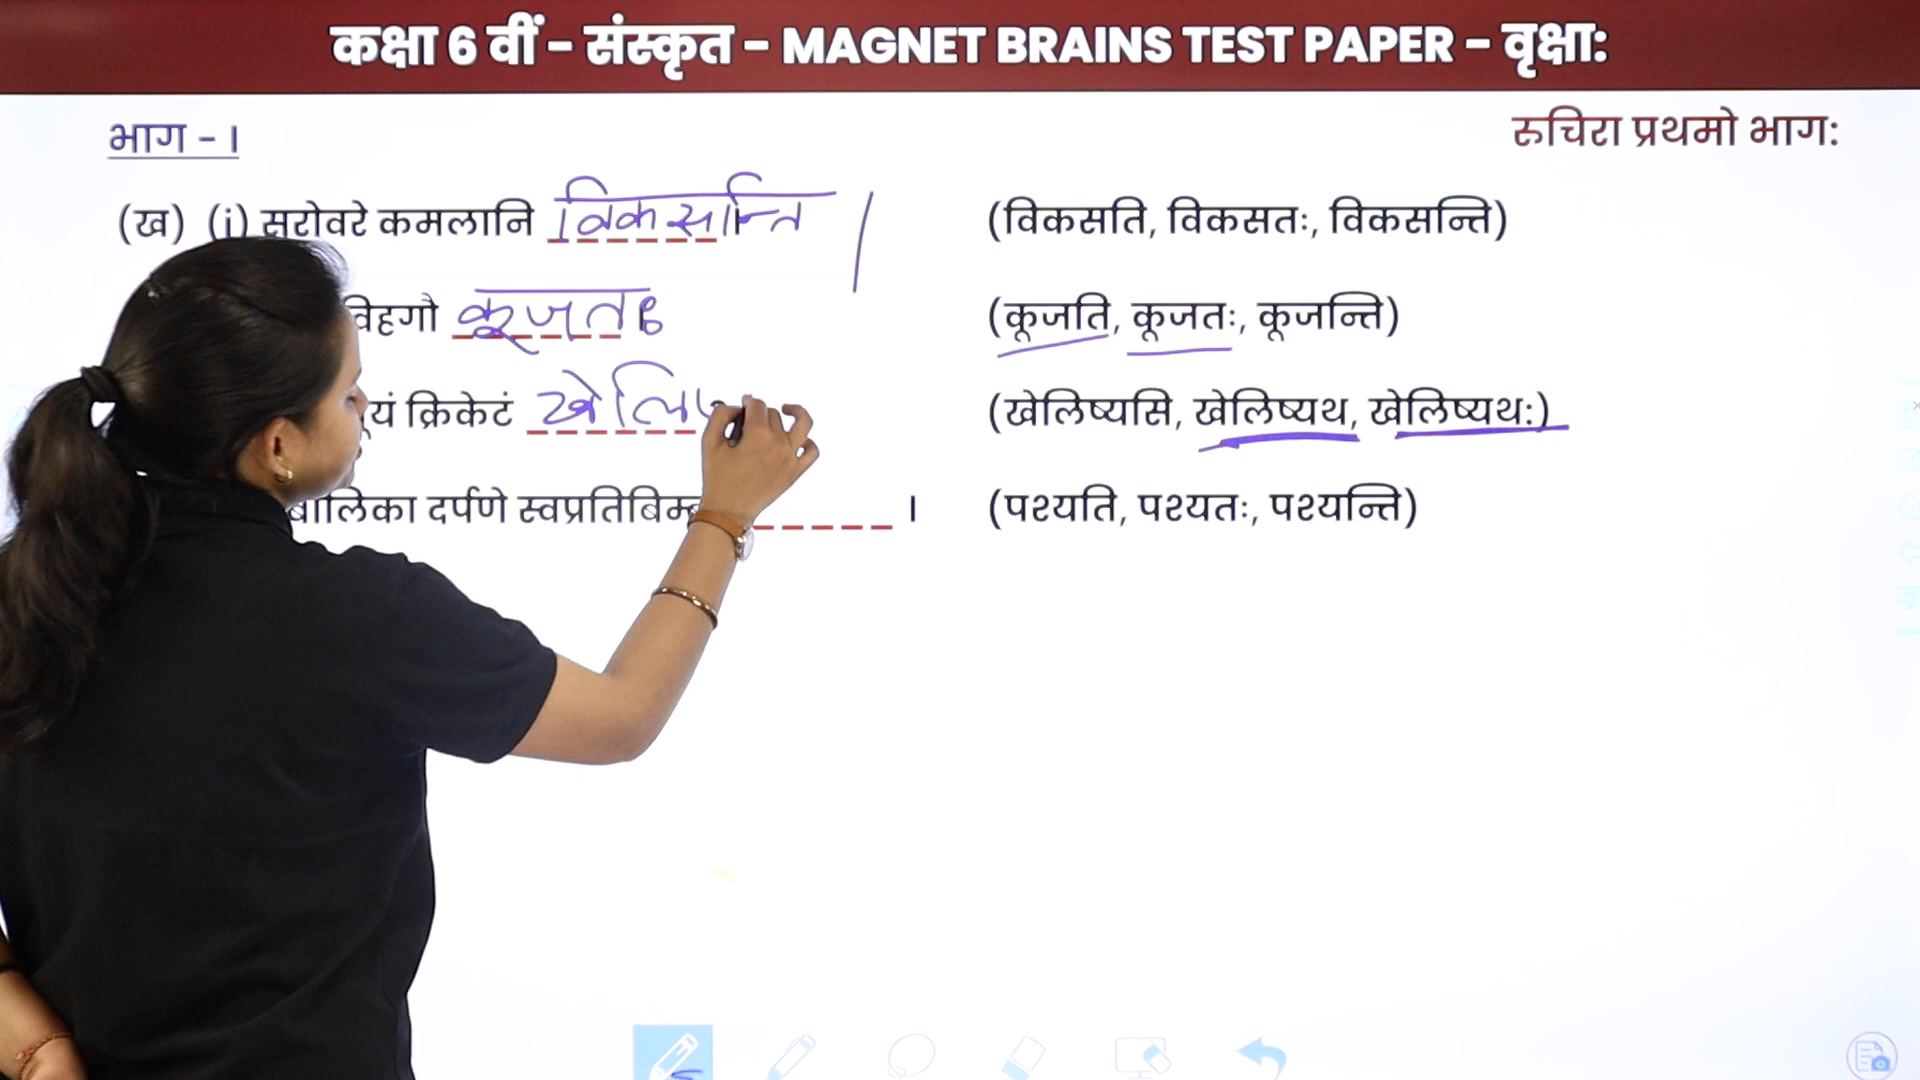 कक्षा 6 वीं - संस्कृत - MAGNET BRAINS TEST PAPER - वृक्षाः
भाग - I
रुचिरा प्रथमो भाग:
(ख) (i) सरोवरे कमलानि विकसन्ति । (विकसति, विकसतः, विकसन्ति)
विहगौ कूजतः (कूजति, कूजतः, कूजन्ति)
यं क्रिकेटं खेलिष (खेलिष्यसि, खेलिष्यथ, खेलिष्यथ:)
बालिका दर्पणे स्वप्रतिबिम्ब ______ । (पश्यति, पश्यतः, पश्यन्ति)